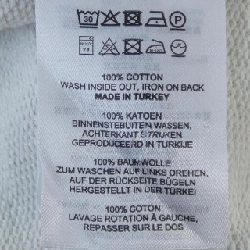 30
100% COTTON
WASH INSIDE OUT, IRON ON BACK
MADE IN TURKEY
100% KATOEN
BINNENSTEBUITEN WASSEN,
ACHTERKANT STRIJKEN
GEPRODUCEERD IN TURKIJE
100% BAUMWOLLE
ZUM WASCHEN AUF LINKS DREHEN,
AUF DER RÜCKSEITE BÜGELN
HERGESTELLT IN DER TÜRKEI
100% COTON
LAVAGE ROTATION À GAUCHE,
REPASSER SUR LE DOS